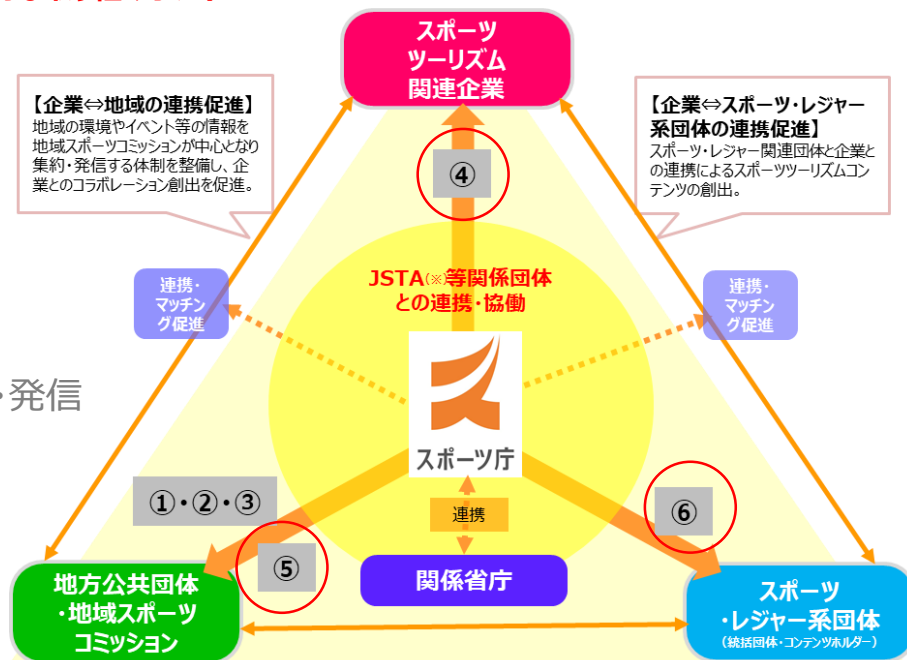 スポーツ
ツーリズム
関連企業
【企業⇔地域の連携促進】
地域の環境やイベント等の情報を
地域スポーツコミッションが中心となり
集約・発信する体制を整備し、企
業とのコラボレーション創出を促進。
【企業⇔スポーツ・レジャー
系団体の連携促進】
スポーツ・レジャー関連団体と企業と
の連携によるスポーツツーリズムコン
テンツの創出。
④
JSTA(※)等関係団体
との連携・協働
連携・
マッチン
グ促進
連携・
マッチン
グ促進
・発信
スポーツ庁
①・②・③
連携
⑥
⑤
地方公共団体
・地域スポーツ
コミッション
関係省庁
スポーツ
・レジャー系団体
(統括団体・コンテンツホルダー)